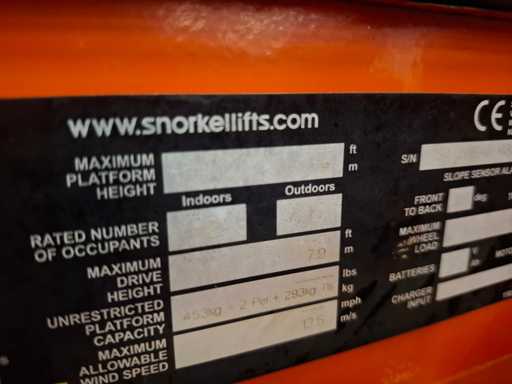 www.snorkellifts.com
CE
MAXIMUM PLATFORM HEIGHT
ft
m
Indoors Outdoors
RATED NUMBER OF OCCUPANTS
MAXIMUM DRIVE HEIGHT
ft
7.9 m
UNRESTRICTED PLATFORM CAPACITY
lbs
453kg = 2 Per + 293kg
kg
MAXIMUM ALLOWABLE WIND SPEED
mph
12.5 m/s
S/N
SLOPE SENSOR
FRONT TO BACK
deg
MAXIMUM WHEEL LOAD
BATTERIES
CHARGER INPUT